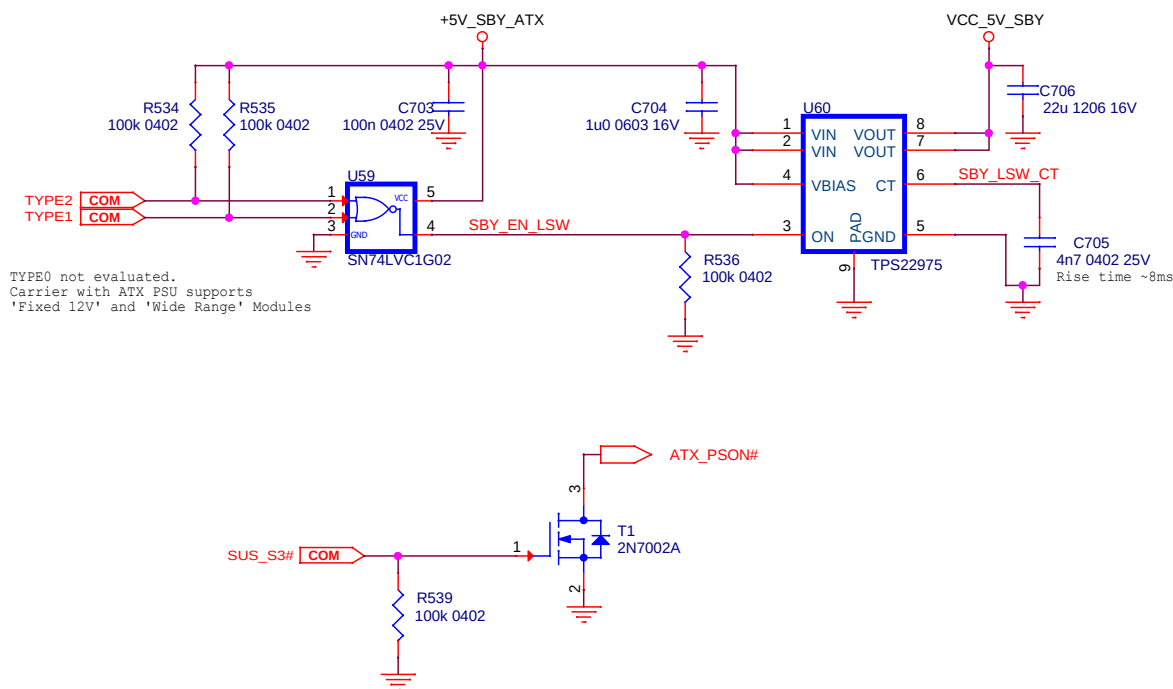 +5V_SBY_ATX
VCC_5V_SBY
R534
100k 0402
R535
100k 0402
C703
100n 0402 25V
C704
1u0 0603 16V
C706
22u 1206 16V
U60
1 VIN VOUT 8
2 VIN VOUT 7
4 VBIAS CT 6
3 ON PGND 5
PAD
9
TPS22975
SBY_LSW_CT
C705
4n7 0402 25V
Rise time ~8ms
TYPE2 COM
TYPE1 COM
U59
1
2
3 GND
VCC 5
4
SN74LVC1G02
SBY_EN_LSW
R536
100k 0402
TYPE0 not evaluated.
Carrier with ATX PSU supports
'Fixed 12V' and 'Wide Range' Modules
ATX_PSON#
3
T1
2N7002A
1
2
SUS_S3# COM
R539
100k 0402